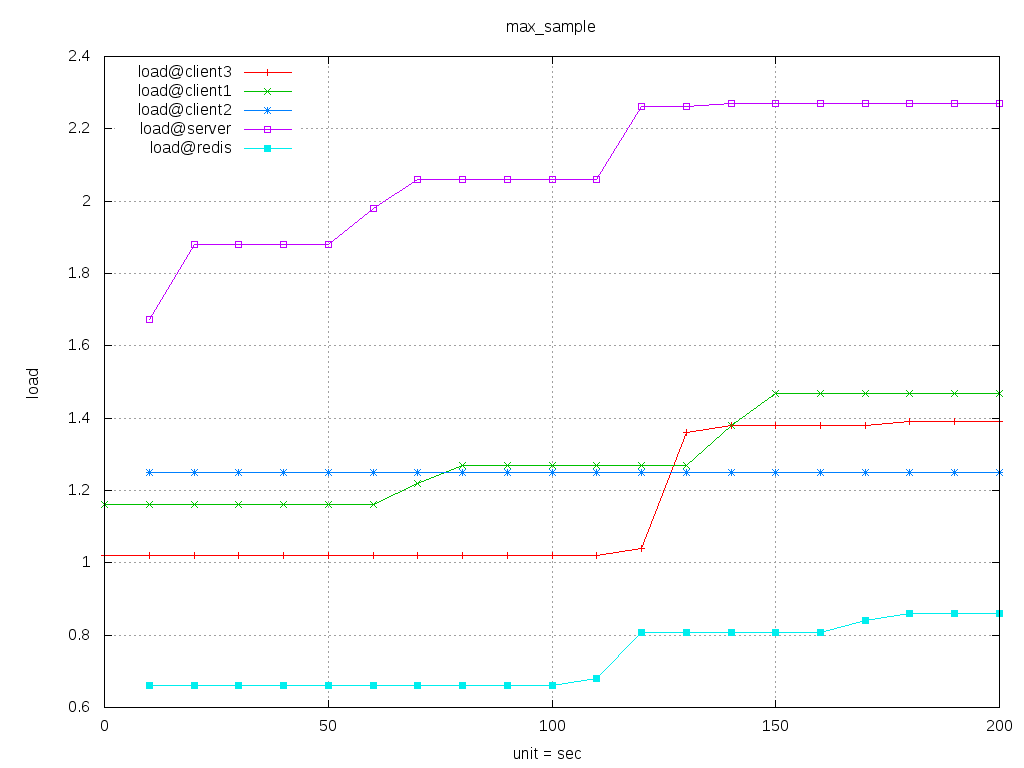 max_sample
load@client3
load@client1
load@client2
load@server
load@redis
2.4
2.2
2
1.8
1.6
1.4
1.2
1
0.8
0.6
load
0 50 100 150 200
unit = sec